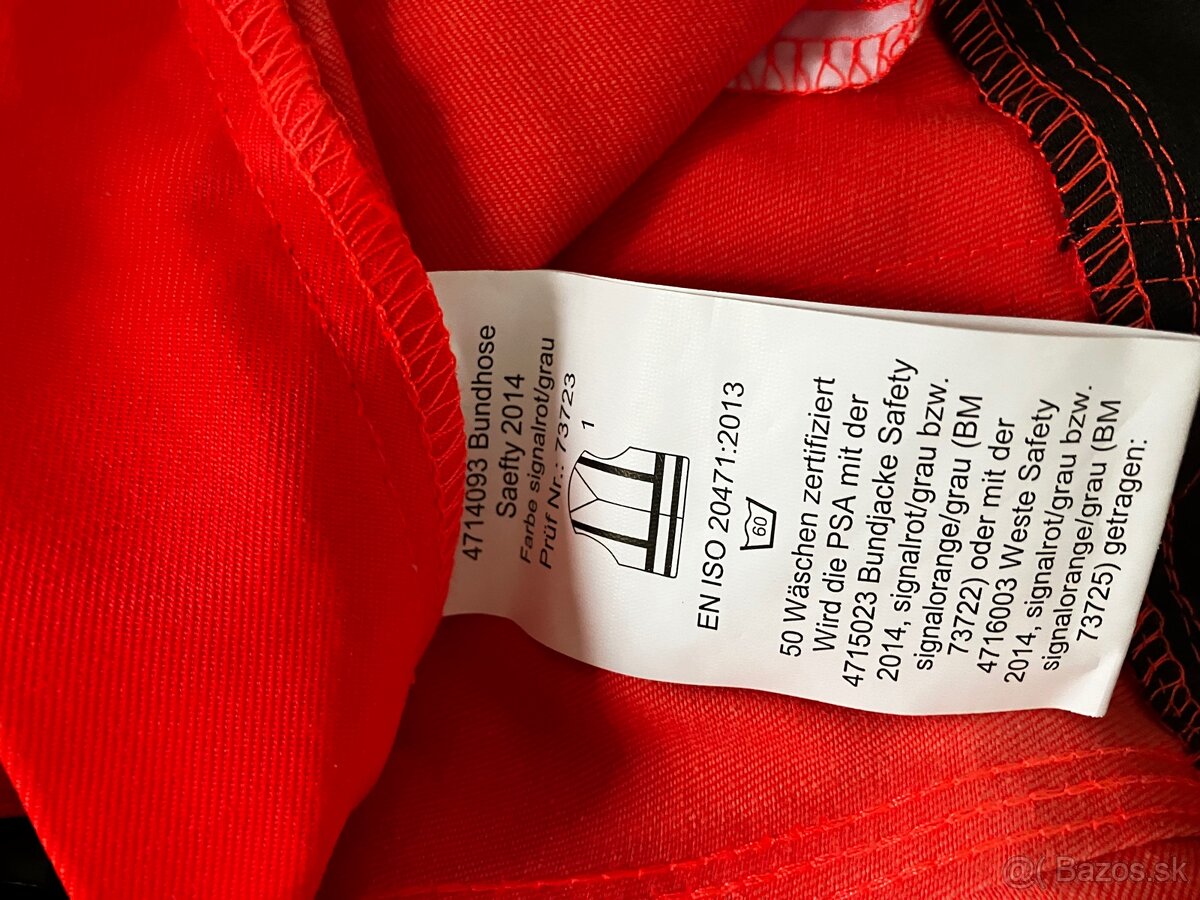 4714093 Bundhose
Saefty 2014
Farbe signalrot/grau
Prüf Nr.: 73723
1
EN ISO 20471:2013
60
50 Wäschen zertifiziert
Wird die PSA mit der
4715023 Bundjacke Safety
2014, signalrot/grau bzw.
signalorange/grau (BM
73722) oder mit der
4716003 Weste Safety
2014, signalrot/grau bzw.
signalorange/grau (BM
73725) getragen:
Bazos.sk